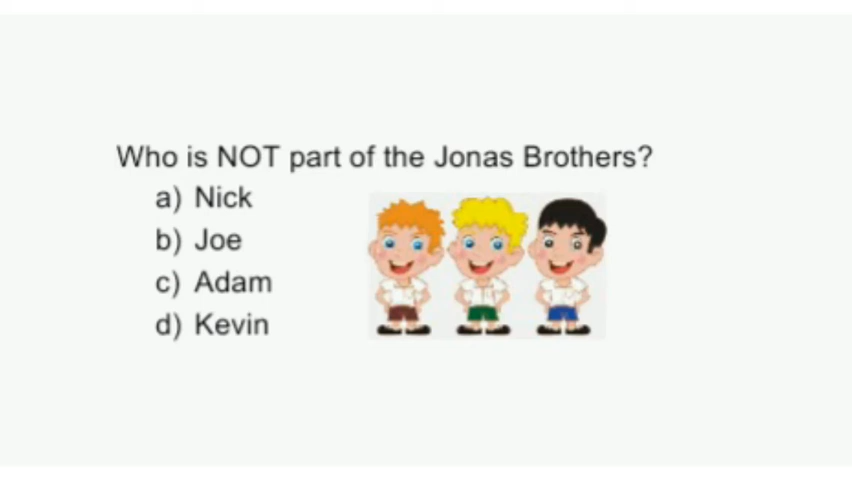 Who is NOT part of the Jonas Brothers?
a) Nick
b) Joe
c) Adam
d) Kevin